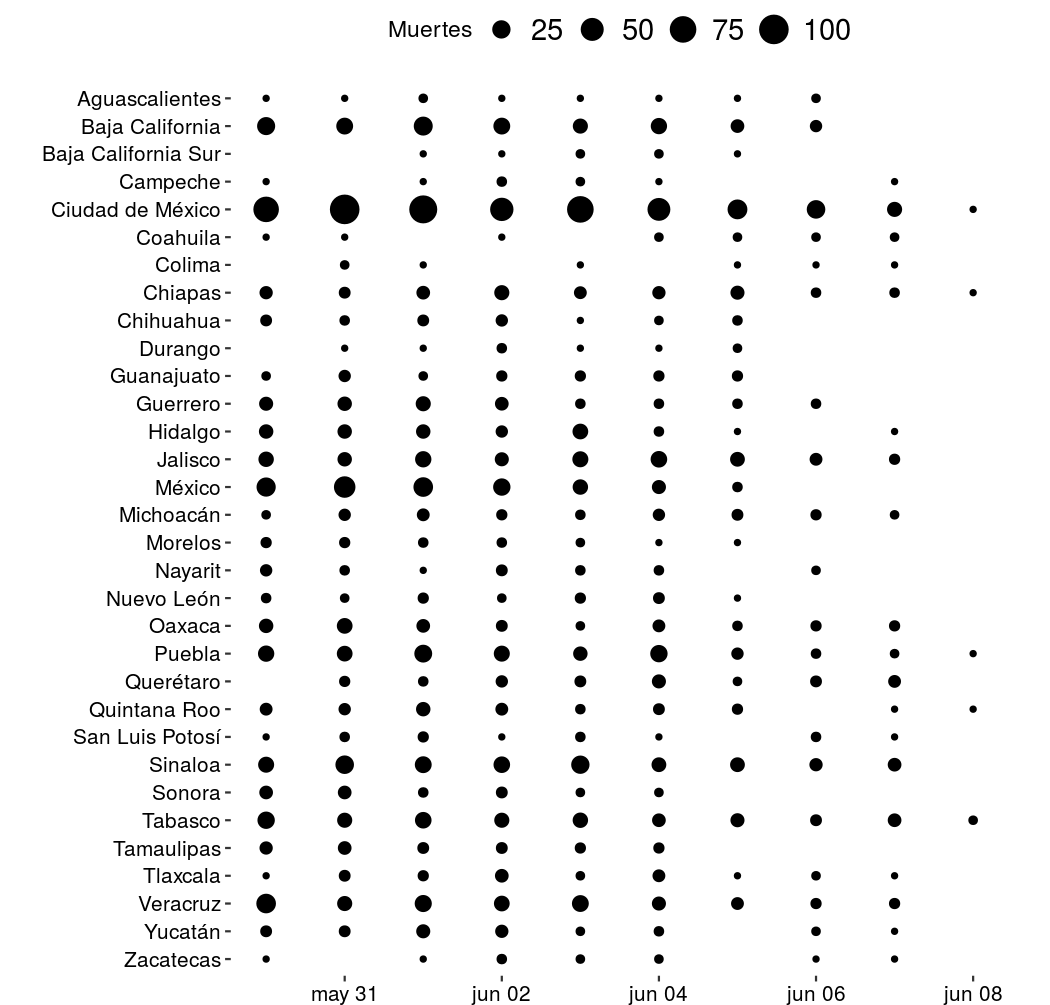 Muertes 25 50 75 100
Aguascalientes
Baja California
Baja California Sur
Campeche
Ciudad de México
Coahuila
Colima
Chiapas
Chihuahua
Durango
Guanajuato
Guerrero
Hidalgo
Jalisco
México
Michoacán
Morelos
Nayarit
Nuevo León
Oaxaca
Puebla
Querétaro
Quintana Roo
San Luis Potosí
Sinaloa
Sonora
Tabasco
Tamaulipas
Tlaxcala
Veracruz
Yucatán
Zacatecas
may 31 jun 02 jun 04 jun 06 jun 08